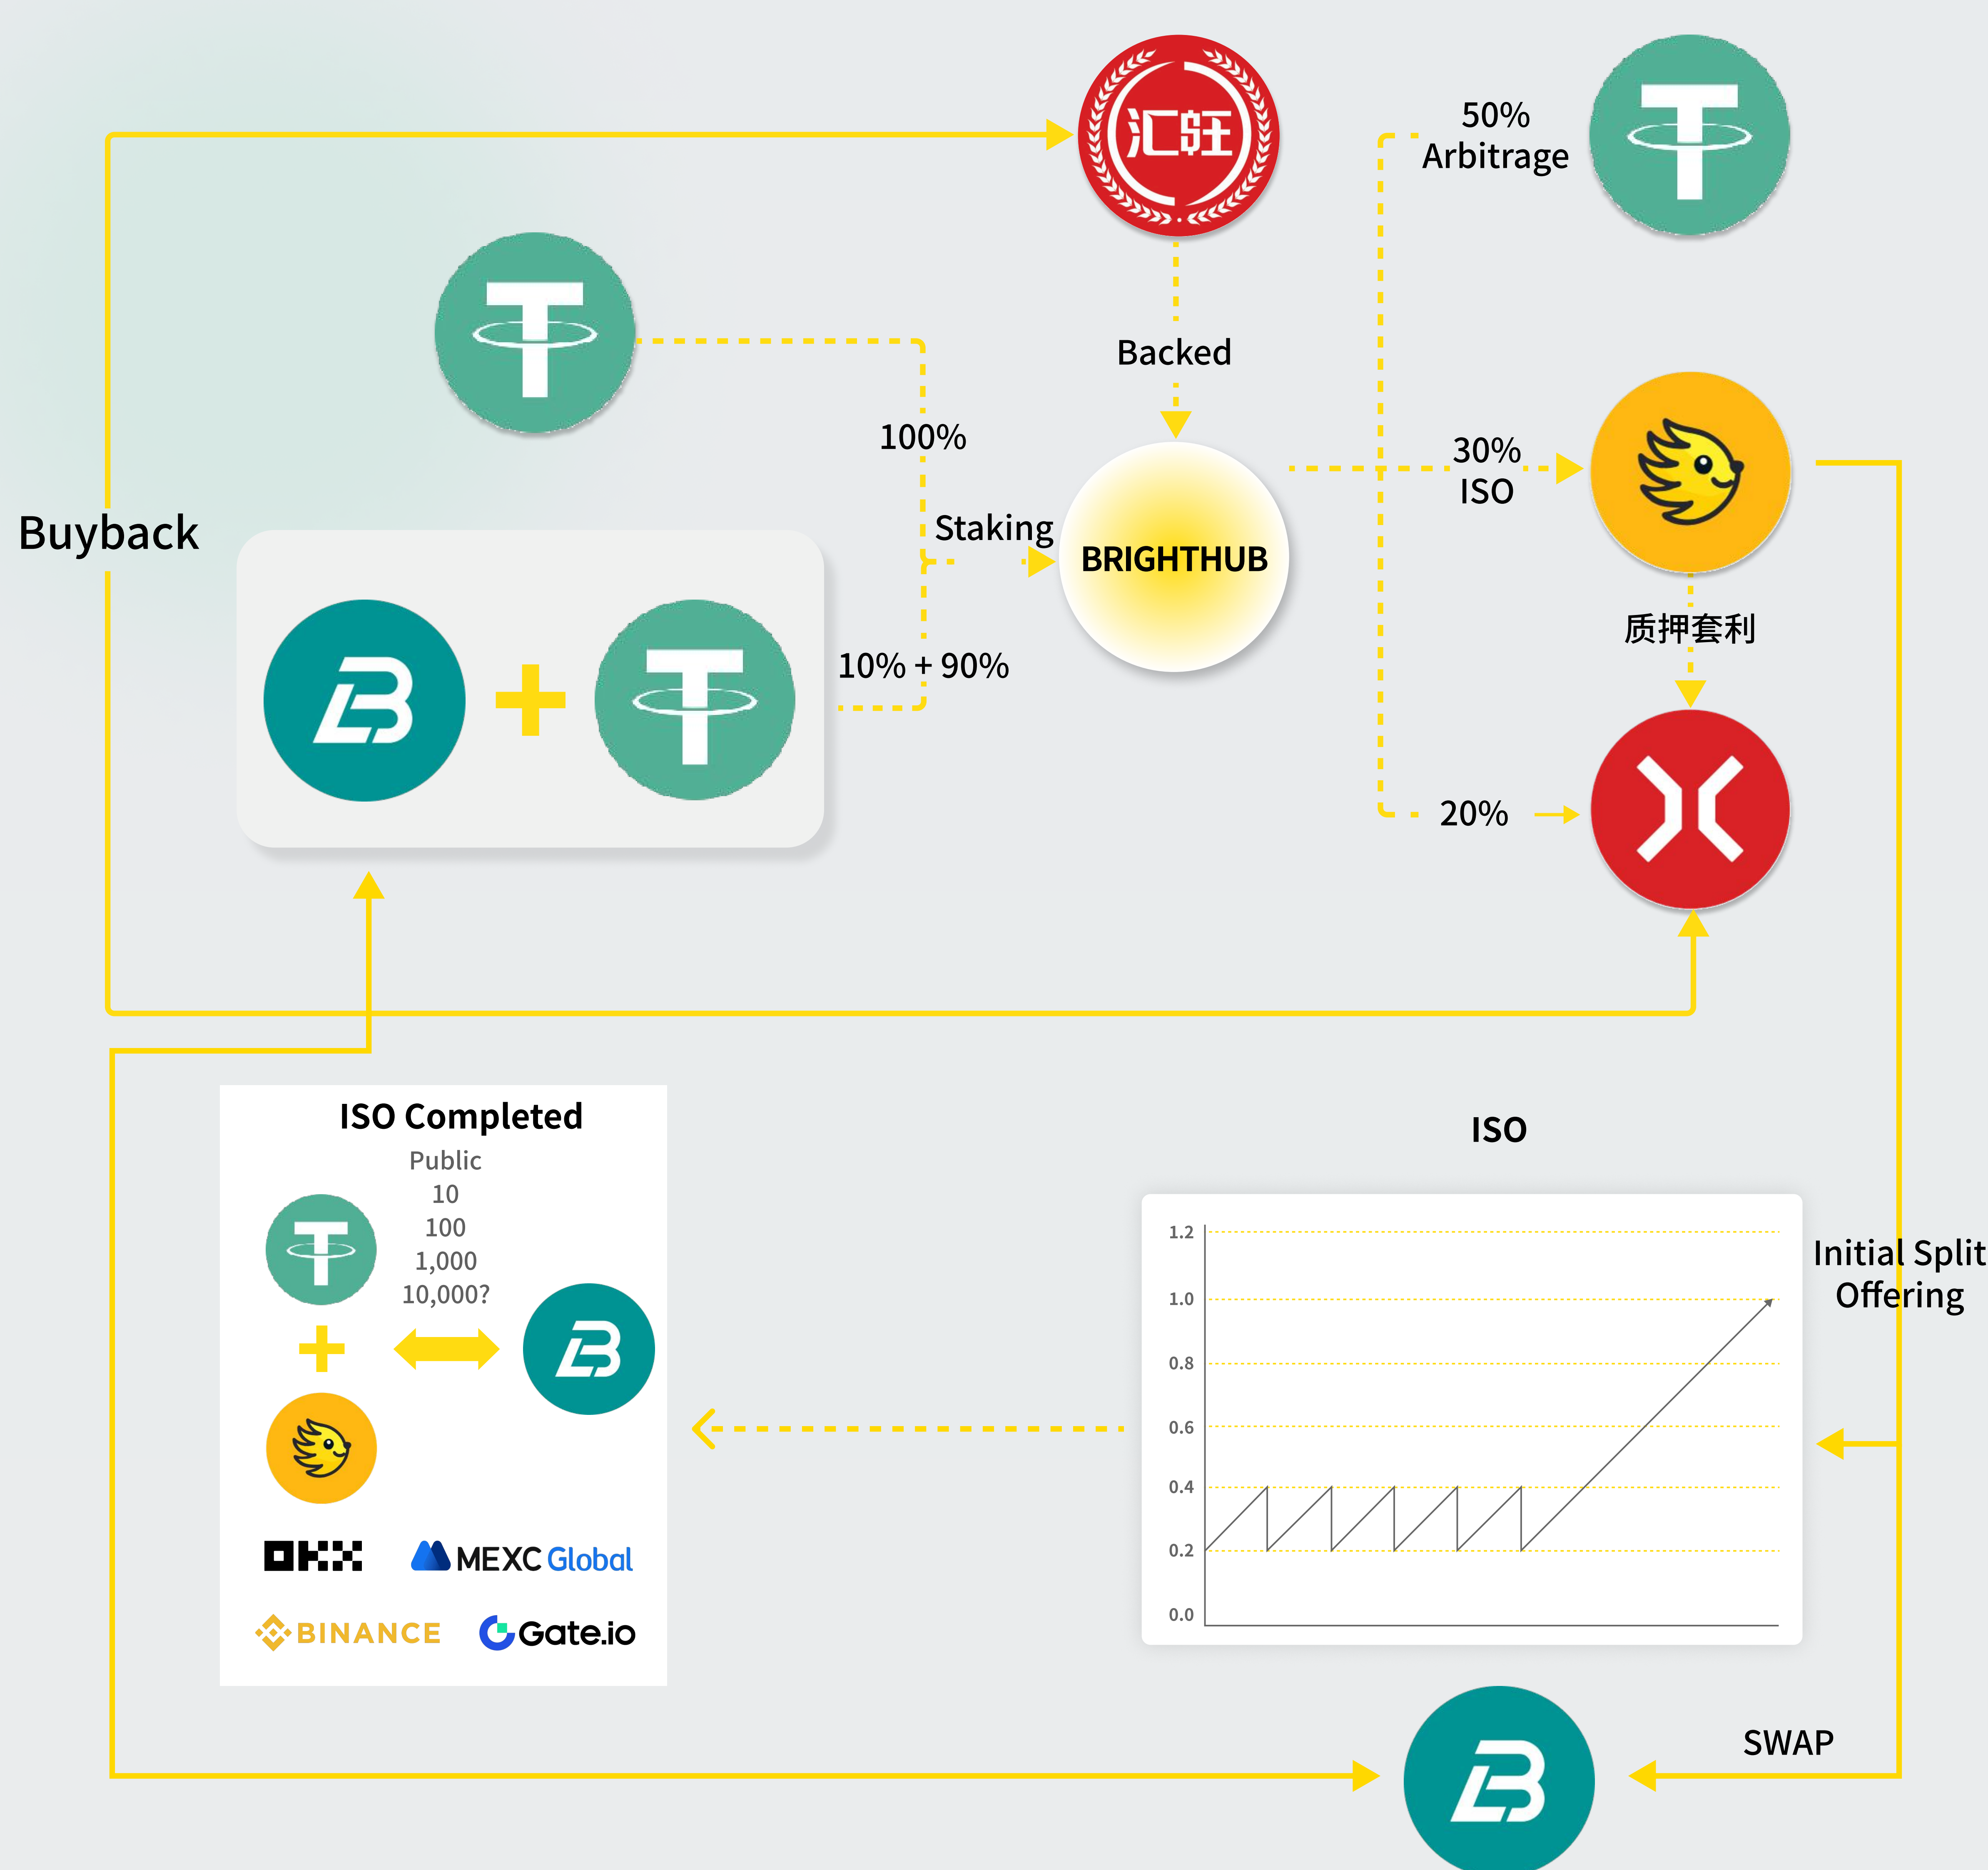 汇旺
50%
Arbitrage
Backed
100%
30%
ISO
Buyback
Staking
BRIGHTHUB
质押套利
10% + 90%
20%
ISO Completed
Public
10
100
1,000
10,000?
OKX
MEXC Global
BINANCE
Gate.io
ISO
1.2
1.0
0.8
0.6
0.4
0.2
0.0
Initial Split
Offering
SWAP